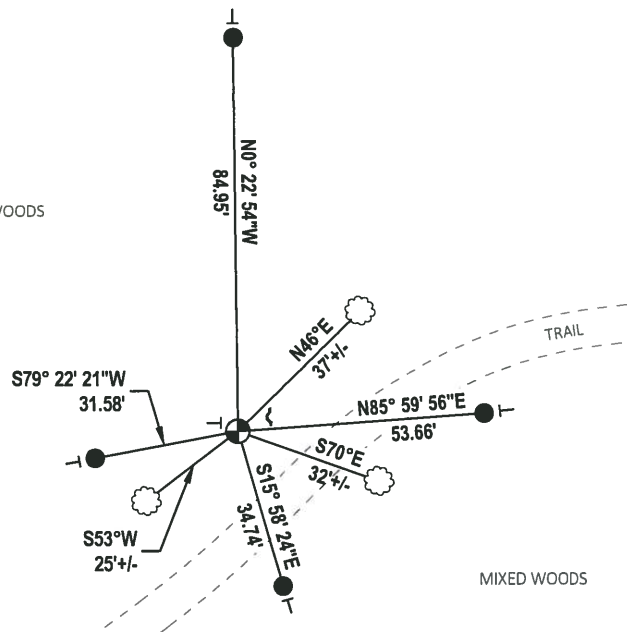 N0° 22' 54"W
84.95'
WOODS
N46°E
37'+/-
TRAIL
S79° 22' 21"W
31.58'
N85° 59' 56"E
53.66'
S70°E
32'+/-
S15° 58' 24"E
34.74'
S53°W
25'+/-
MIXED WOODS